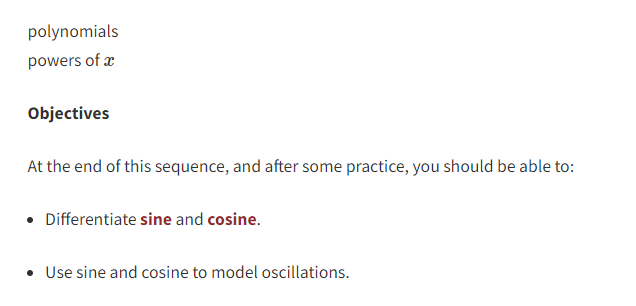 polynomials
powers of x
Objectives
At the end of this sequence, and after some practice, you should be able to:
• Differentiate sine and cosine.
• Use sine and cosine to model oscillations.